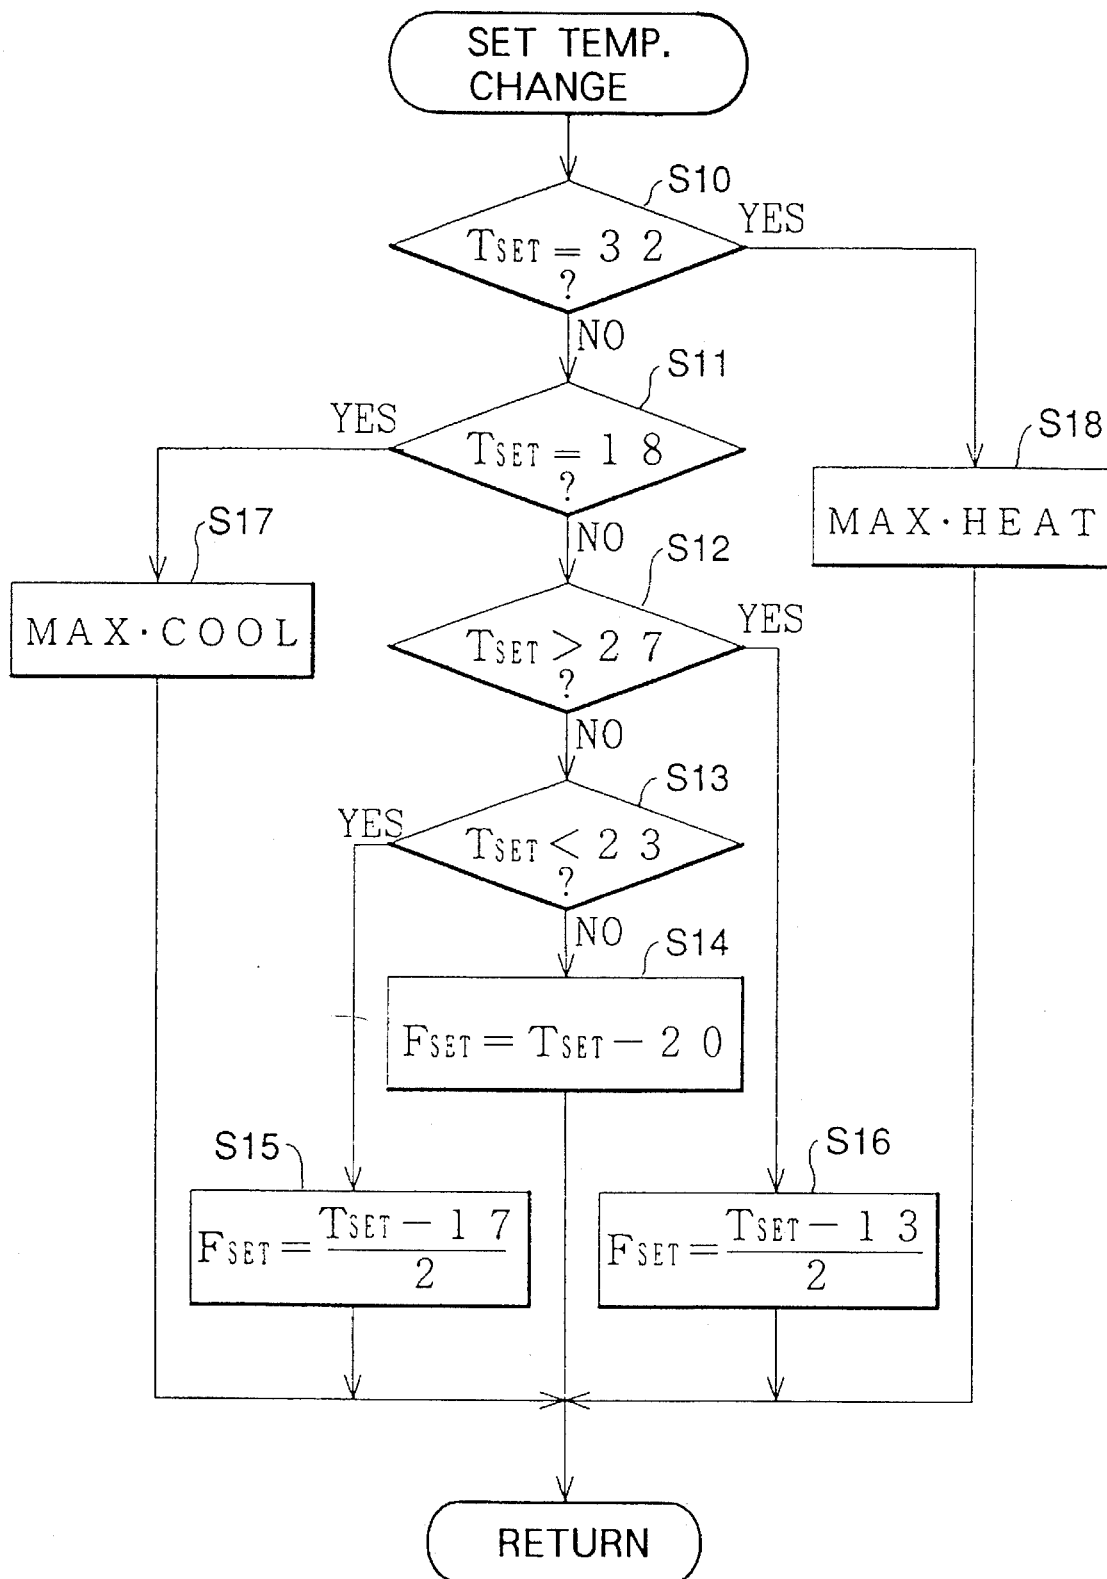 SET TEMP.
CHANGE
S10
YES
TSET = 32
?
NO
S11
YES
TSET = 18
?
S18
MAX·HEAT
S17
NO
S12
MAX·COOL
YES
TSET > 27
?
NO
S13
YES
TSET < 23
?
NO
S14
FSET = TSET − 20
S15
S16
FSET = TSET − 17
2
FSET = TSET − 13
2
RETURN